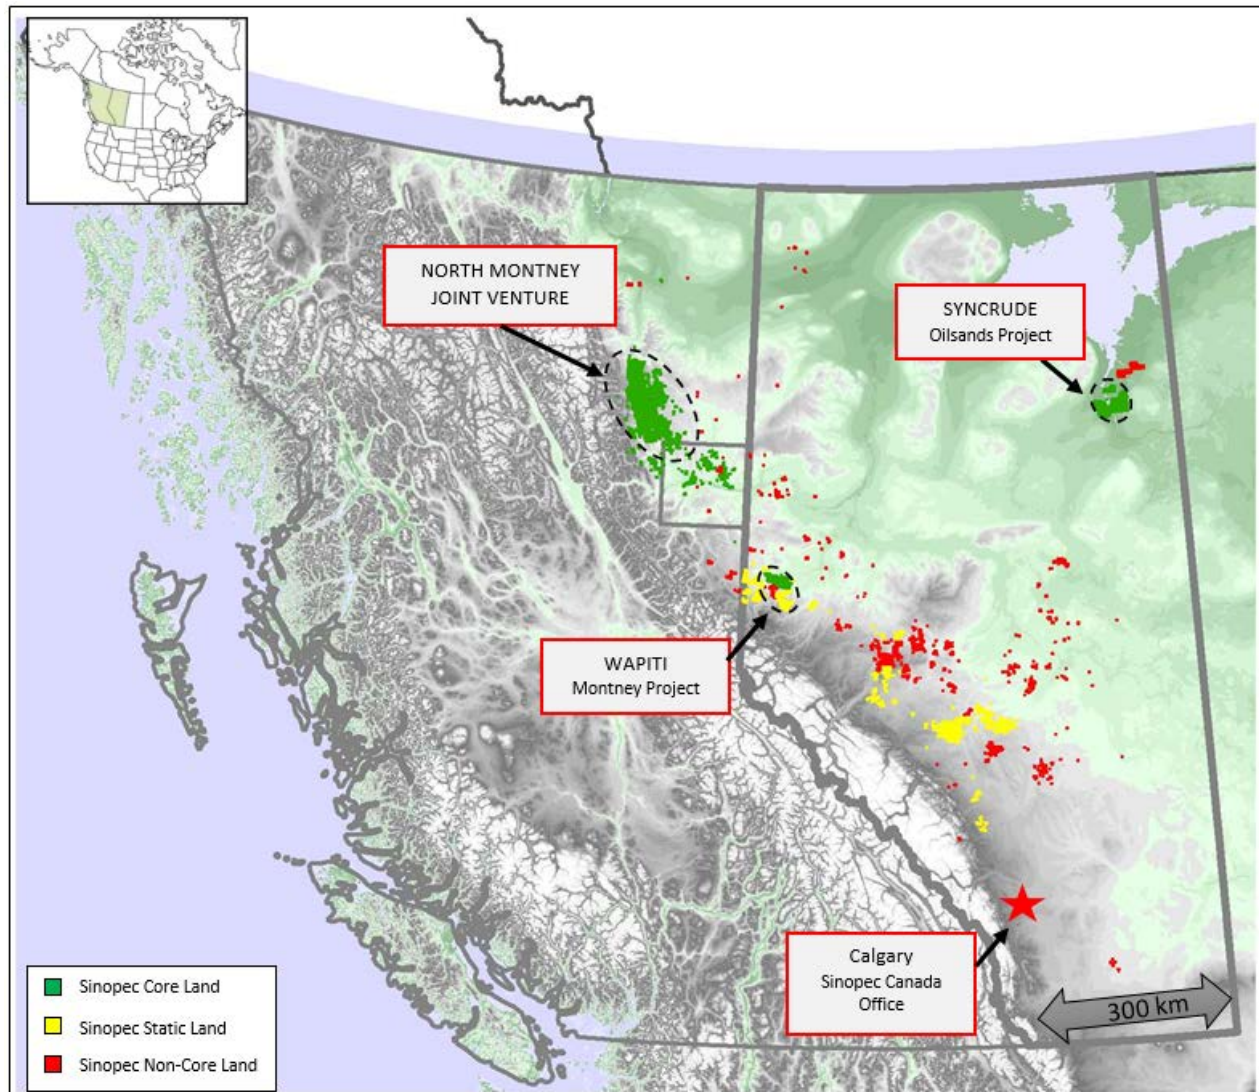 NORTH MONTNEY
JOINT VENTURE
SYNCRUDE
Oilsands Project
WAPITI
Montney Project
Calgary
Sinopec Canada
Office
300 km
Sinopec Core Land
Sinopec Static Land
Sinopec Non-Core Land